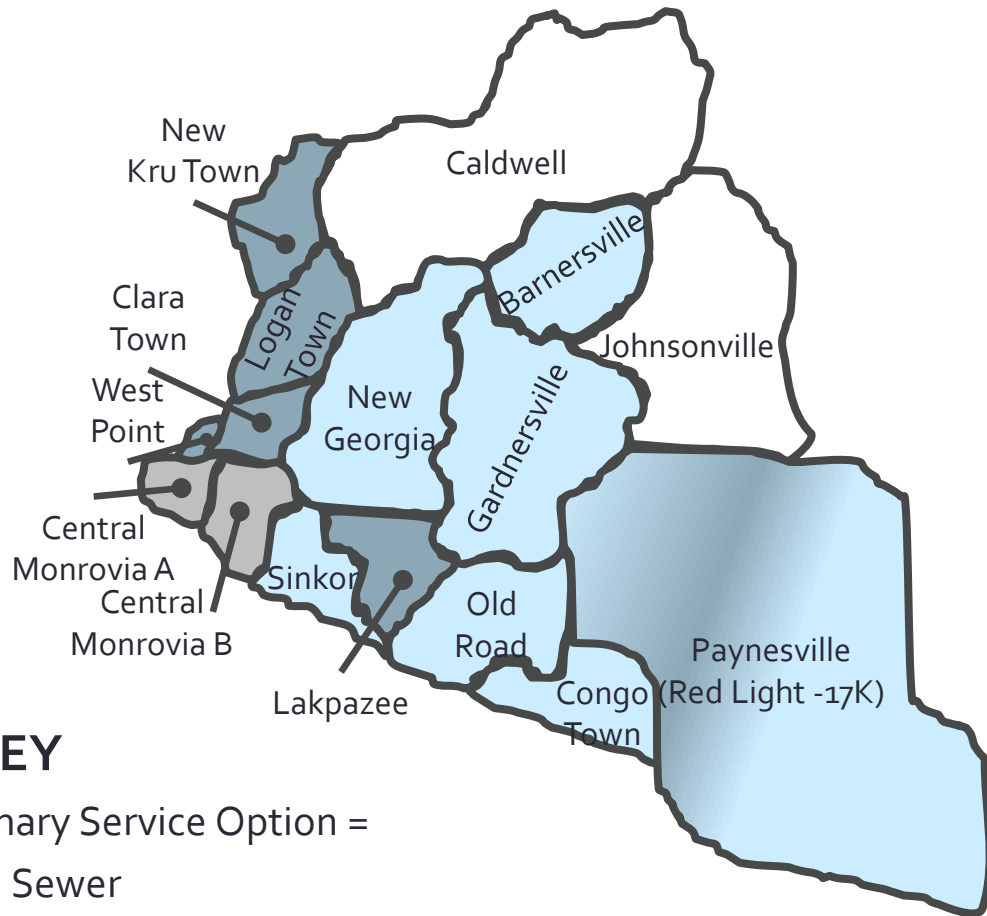 New
Kru Town
Caldwell
Barnersville
Clara
Town
Logan
Town
Johnsonville
West
Point
New
Georgia
Gardnersville
Central
Monrovia A
Sinkor
Central
Monrovia B
Old
Road
Paynesville
(Red Light -17K)
Congo
Town
Lakpazee
EY
nary Service Option =
Sewer